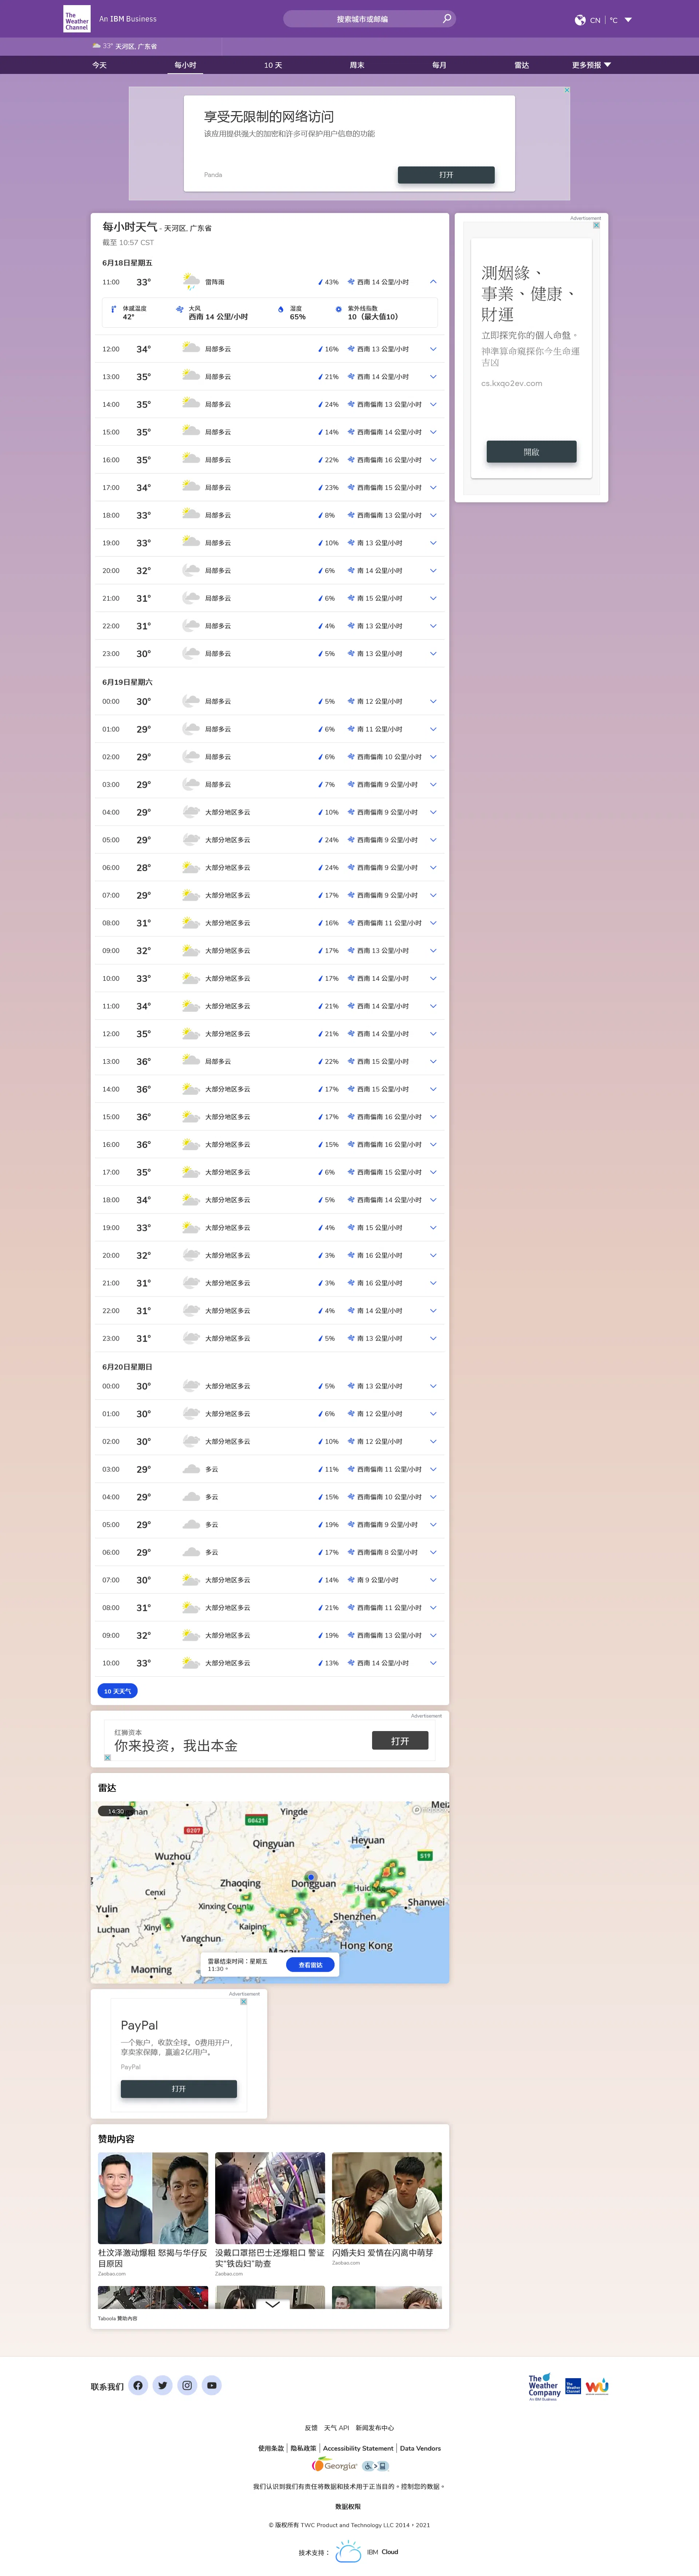 The Weather Channel
An IBM Business
搜索城市或邮编
CN °C
33° 天河区, 广东省
今天 每小时 10 天 周末 每月 雷达 更多预报
享受无限制的网络访问
该应用提供强大的加密和许多可保护用户信息的功能
Panda
打开
每小时天气 - 天河区, 广东省
截至 10:57 CST
6月18日星期五
11:00 33° 雷阵雨 43% 西南 14 公里/小时
体感温度 42°
大风 西南 14 公里/小时
湿度 65%
紫外线指数 10（最大值10）
12:00 34° 局部多云 16% 西南 13 公里/小时
13:00 35° 局部多云 21% 西南 14 公里/小时
14:00 35° 局部多云 24% 西南偏南 13 公里/小时
15:00 35° 局部多云 14% 西南偏南 14 公里/小时
16:00 35° 局部多云 22% 西南偏南 16 公里/小时
17:00 34° 局部多云 23% 西南偏南 15 公里/小时
18:00 33° 局部多云 8% 西南偏南 13 公里/小时
19:00 33° 局部多云 10% 南 13 公里/小时
20:00 32° 局部多云 6% 南 14 公里/小时
21:00 31° 局部多云 6% 南 15 公里/小时
22:00 31° 局部多云 4% 南 13 公里/小时
23:00 30° 局部多云 5% 南 13 公里/小时
6月19日星期六
00:00 30° 局部多云 5% 南 12 公里/小时
01:00 29° 局部多云 6% 南 11 公里/小时
02:00 29° 局部多云 6% 西南偏南 10 公里/小时
03:00 29° 局部多云 7% 西南偏南 9 公里/小时
04:00 29° 大部分地区多云 10% 西南偏南 9 公里/小时
05:00 29° 大部分地区多云 24% 西南偏南 9 公里/小时
06:00 28° 大部分地区多云 24% 西南偏南 9 公里/小时
07:00 29° 大部分地区多云 17% 西南偏南 9 公里/小时
08:00 31° 大部分地区多云 16% 西南偏南 11 公里/小时
09:00 32° 大部分地区多云 17% 西南 13 公里/小时
10:00 33° 大部分地区多云 17% 西南 14 公里/小时
11:00 34° 大部分地区多云 21% 西南 14 公里/小时
12:00 35° 大部分地区多云 21% 西南 14 公里/小时
13:00 36° 局部多云 22% 西南 15 公里/小时
14:00 36° 大部分地区多云 17% 西南 15 公里/小时
15:00 36° 大部分地区多云 17% 西南偏南 16 公里/小时
16:00 36° 大部分地区多云 15% 西南偏南 16 公里/小时
17:00 35° 大部分地区多云 6% 西南偏南 15 公里/小时
18:00 34° 大部分地区多云 5% 西南偏南 14 公里/小时
19:00 33° 大部分地区多云 4% 南 15 公里/小时
20:00 32° 大部分地区多云 3% 南 16 公里/小时
21:00 31° 大部分地区多云 3% 南 16 公里/小时
22:00 31° 大部分地区多云 4% 南 14 公里/小时
23:00 31° 大部分地区多云 5% 南 13 公里/小时
6月20日星期日
00:00 30° 大部分地区多云 5% 南 13 公里/小时
01:00 30° 大部分地区多云 6% 南 12 公里/小时
02:00 30° 大部分地区多云 10% 南 12 公里/小时
03:00 29° 多云 11% 西南偏南 11 公里/小时
04:00 29° 多云 15% 西南偏南 10 公里/小时
05:00 29° 多云 19% 西南偏南 9 公里/小时
06:00 29° 多云 17% 西南偏南 8 公里/小时
07:00 30° 大部分地区多云 14% 南 9 公里/小时
08:00 31° 大部分地区多云 21% 西南偏南 11 公里/小时
09:00 32° 大部分地区多云 19% 西南偏南 13 公里/小时
10:00 33° 大部分地区多云 13% 西南 14 公里/小时
10 天天气
Advertisement
測姻緣、
事業、健康、
財運
立即探究你的個人命盤。
神準算命窺探你今生命運
吉凶
cs.kxqo2ev.com
開啟
Advertisement
红狮资本
你来投资，我出本金
打开
雷达
14:30
Yingde
Qingyuan
Heyuan
Wuzhou
Zhaoqing
Dongguan
Huidong
Cenxi
Xinxing County
Shanwei
Yulin
Shenzhen
Luchuan
Xinyi
Kaiping
Yangchun
Macau
Hong Kong
Maoming
G207
S19
雷暴结束时间：星期五
11:30。
查看雷达
Advertisement
PayPal
一个账户，收款全球。0费用开户，
享卖家保障，赢逾2亿用户。
PayPal
打开
赞助内容
杜汶泽激动爆粗 怒揭与华仔反
目原因
Zaobao.com
没戴口罩搭巴士还爆粗口 警证
实“铁齿妇”助查
Zaobao.com
闪婚夫妇 爱情在闪离中萌芽
Zaobao.com
Taboola 赞助内容
联系我们
The Weather Company
An IBM Business
The Weather Channel
反馈 天气 API 新闻发布中心
使用条款 | 隐私政策 | Accessibility Statement | Data Vendors
Georgia
我们认识到我们有责任将数据和技术用于正当目的。控制您的数据。
数据权限
© 版权所有 TWC Product and Technology LLC 2014，2021
技术支持： IBM Cloud